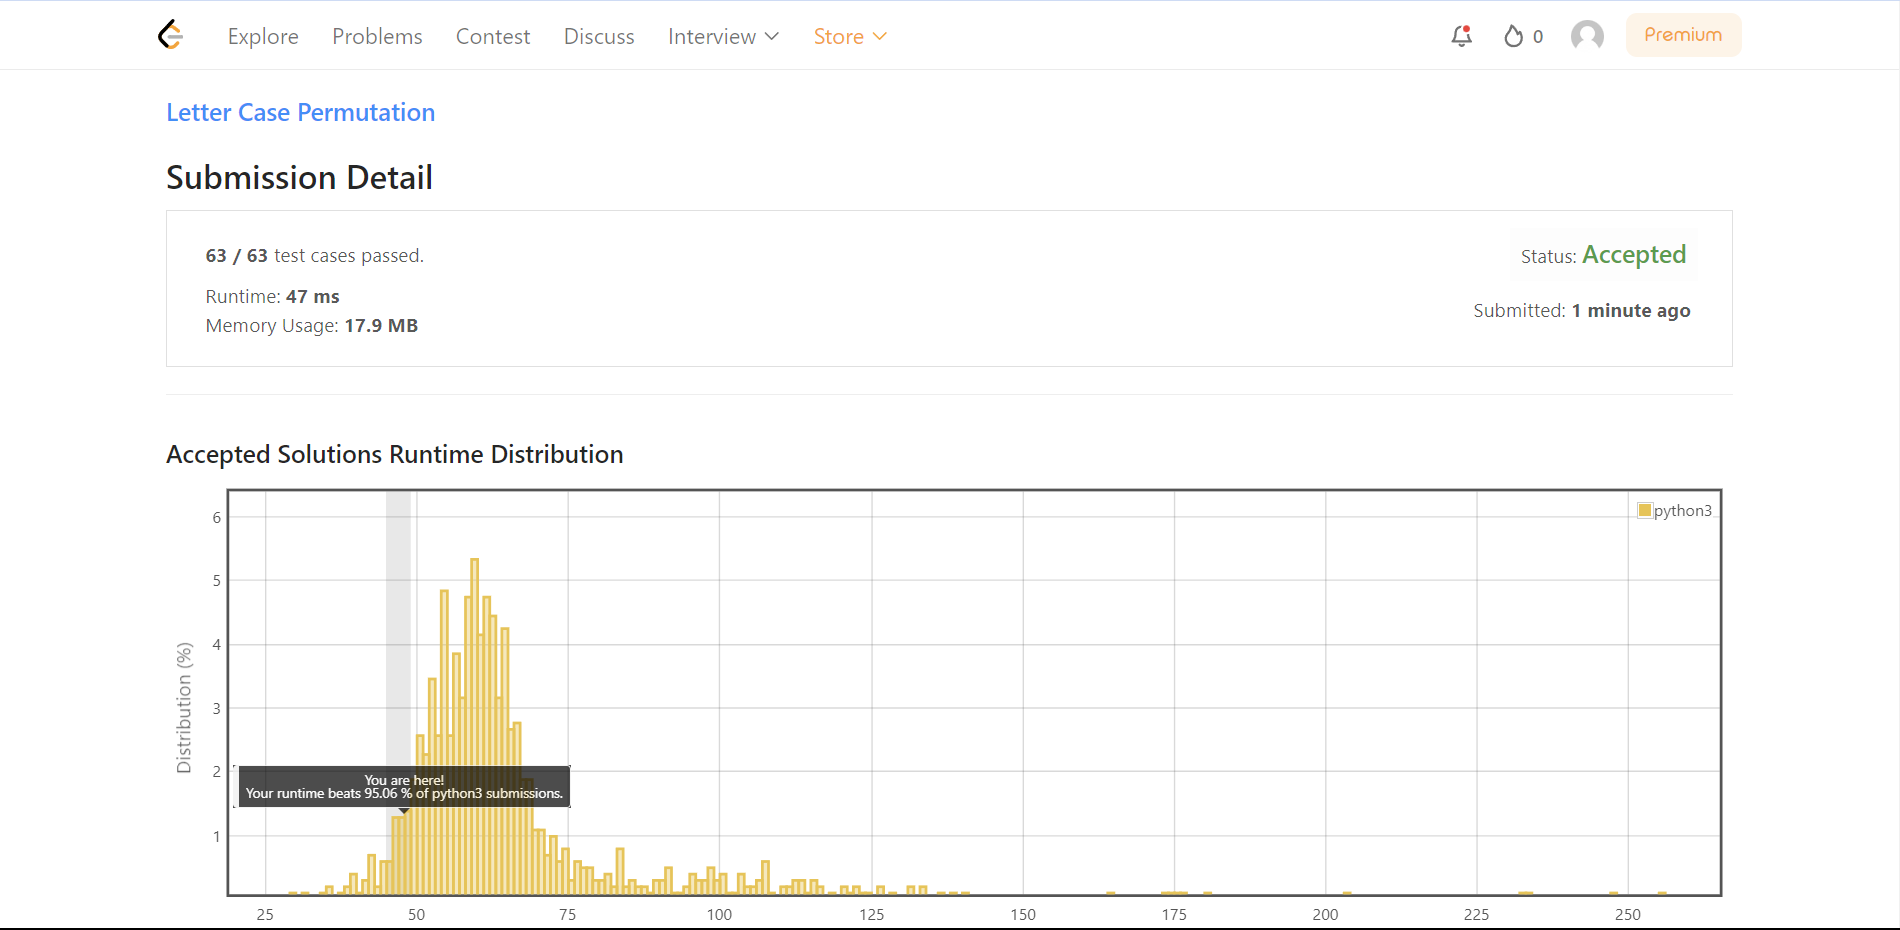 Explore Problems Contest Discuss Interview Store 0 Premium
Letter Case Permutation
Submission Detail
63 / 63 test cases passed.
Status: Accepted
Runtime: 47 ms
Submitted: 1 minute ago
Memory Usage: 17.9 MB
Accepted Solutions Runtime Distribution
python3
Distribution (%)
6
5
4
3
2
1
You are here!
Your runtime beats 95.06 % of python3 submissions.
25 50 75 100 125 150 175 200 225 250